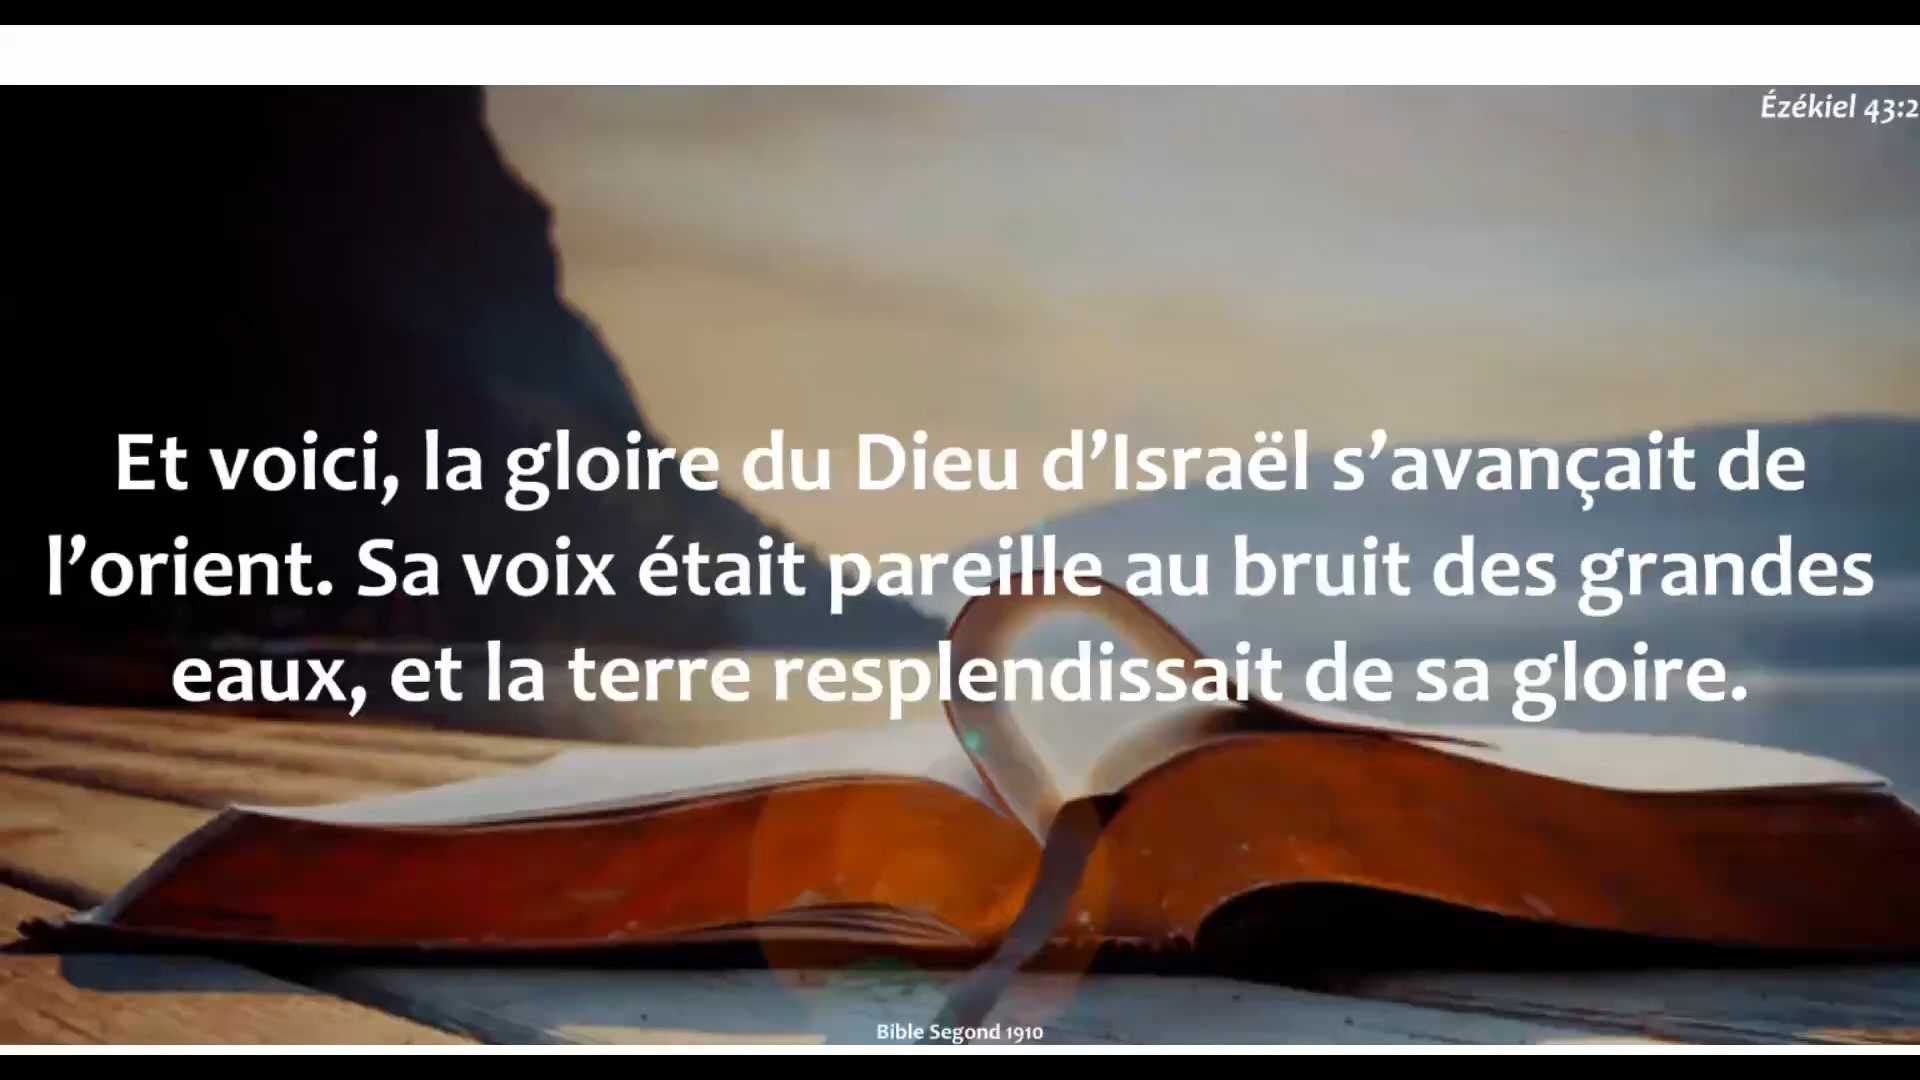 Ézékiel 43:2
Et voici, la gloire du Dieu d’Israël s’avançait de
l’orient. Sa voix était pareille au bruit des grandes
eaux, et la terre resplendissait de sa gloire.
Bible Segond 1910